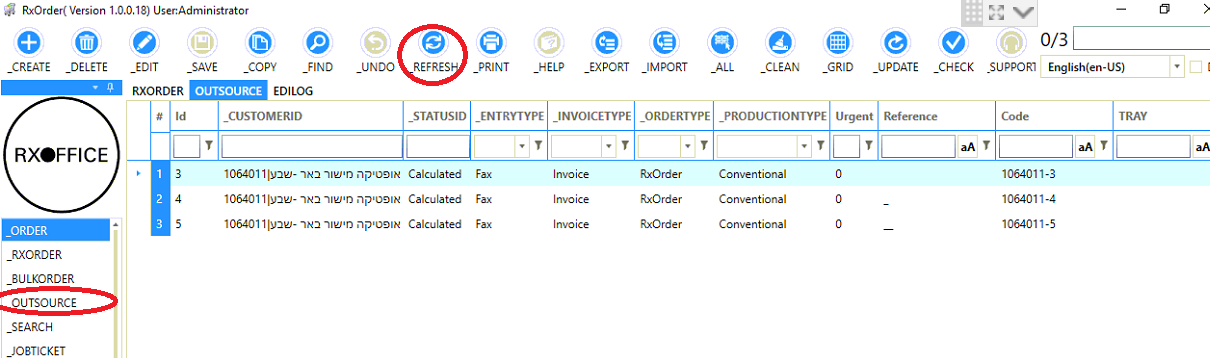 RxOrder( Version 1.0.0.18) User:Administrator
0/3
_CREATE _DELETE _EDIT _SAVE _COPY _FIND _UNDO _REFRESH _PRINT _HELP _EXPORT _IMPORT _ALL _CLEAN _GRID _UPDATE _CHECK _SUPPORT English(en-US)
RXORDER OUTSOURCE EDILOG
# Id _CUSTOMERID _STATUSID _ENTRYTYPE _INVOICETYPE _ORDERTYPE _PRODUCTIONTYPE Urgent Reference Code TRAY
aA aA aA
1 3 1064011|אופטיקה מישור באר -שבע Calculated Fax Invoice RxOrder Conventional 0 1064011-3
2 4 1064011|אופטיקה מישור באר -שבע Calculated Fax Invoice RxOrder Conventional 0 _ 1064011-4
3 5 1064011|אופטיקה מישור באר -שבע Calculated Fax Invoice RxOrder Conventional 0 __ 1064011-5
RXOFFICE
_ORDER
_RXORDER
_BULKORDER
_OUTSOURCE
_SEARCH
_JOBTICKET